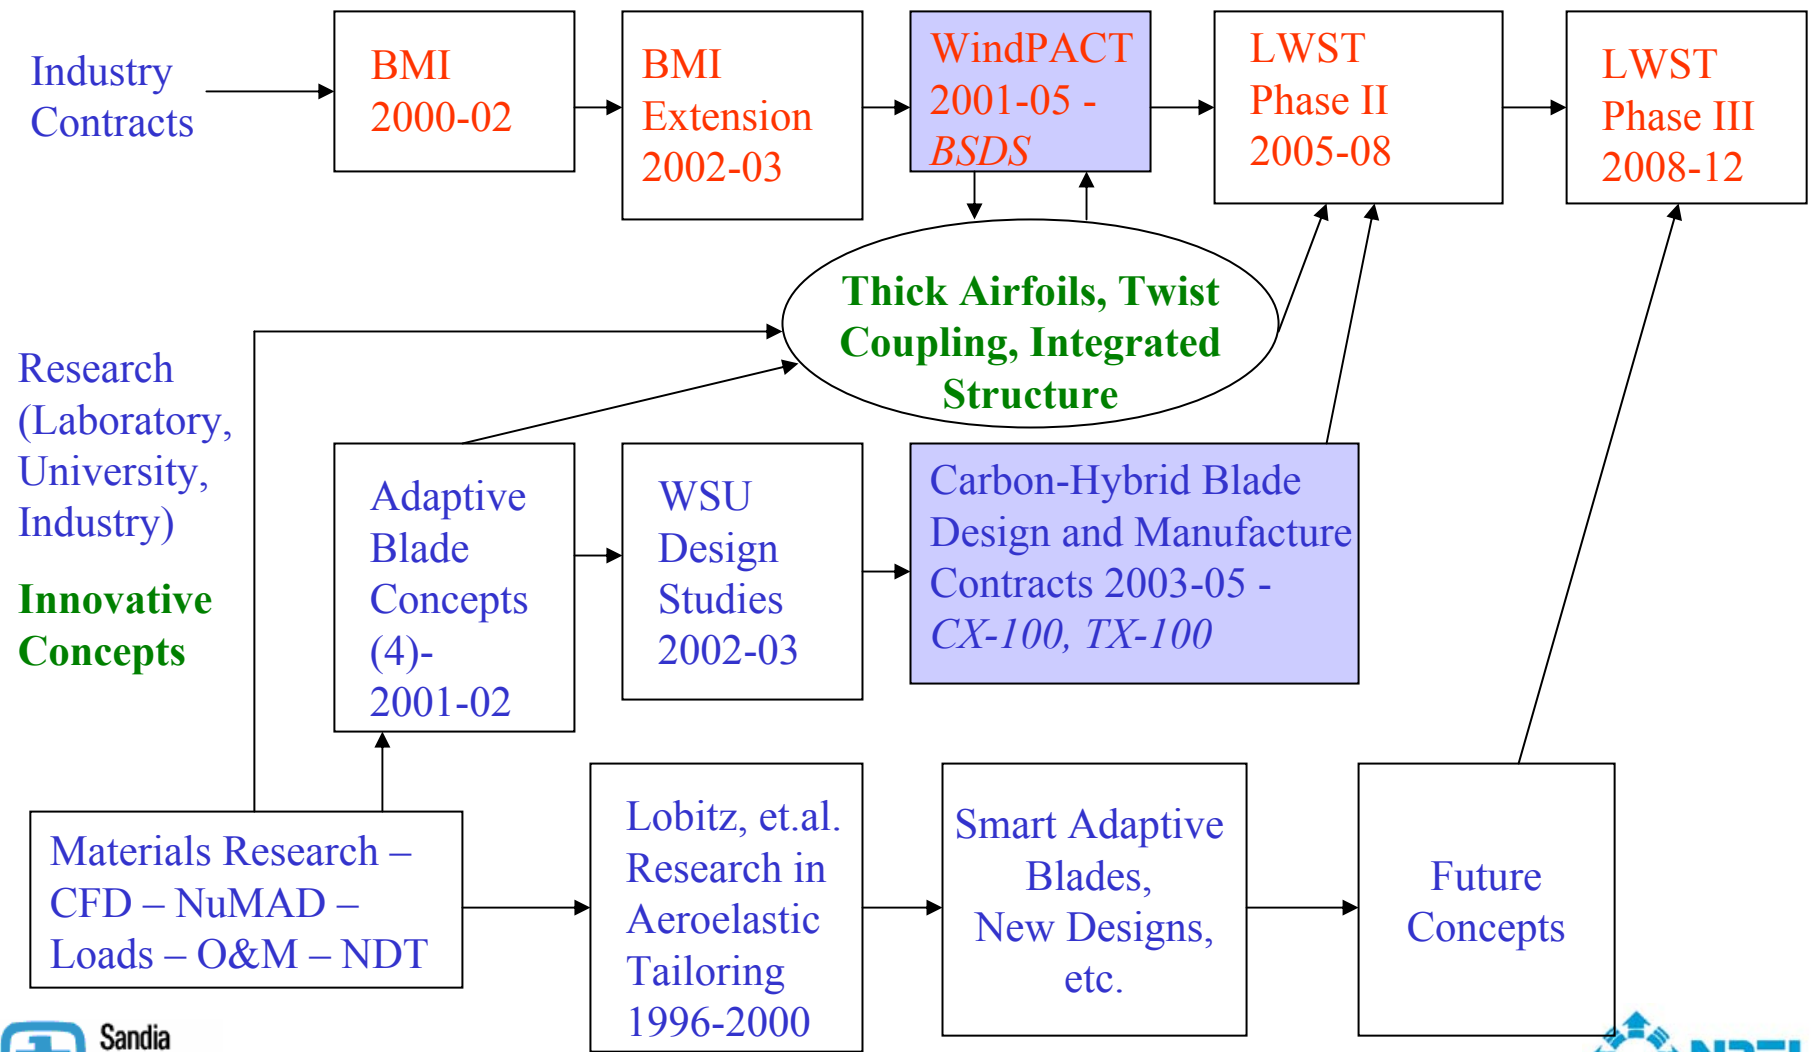 Industry
Contracts
BMI
2000-02
BMI
Extension
2002-03
WindPACT
2001-05 -
BSDS
LWST
Phase II
2005-08
LWST
Phase III
2008-12
Thick Airfoils, Twist
Coupling, Integrated
Structure
Research
(Laboratory,
University,
Industry)
Innovative
Concepts
Adaptive
Blade
Concepts
(4)-
2001-02
WSU
Design
Studies
2002-03
Carbon-Hybrid Blade
Design and Manufacture
Contracts 2003-05 -
CX-100, TX-100
Materials Research –
CFD – NuMAD –
Loads – O&M – NDT
Lobitz, et.al.
Research in
Aeroelastic
Tailoring
1996-2000
Smart Adaptive
Blades,
New Designs,
etc.
Future
Concepts
Sandia